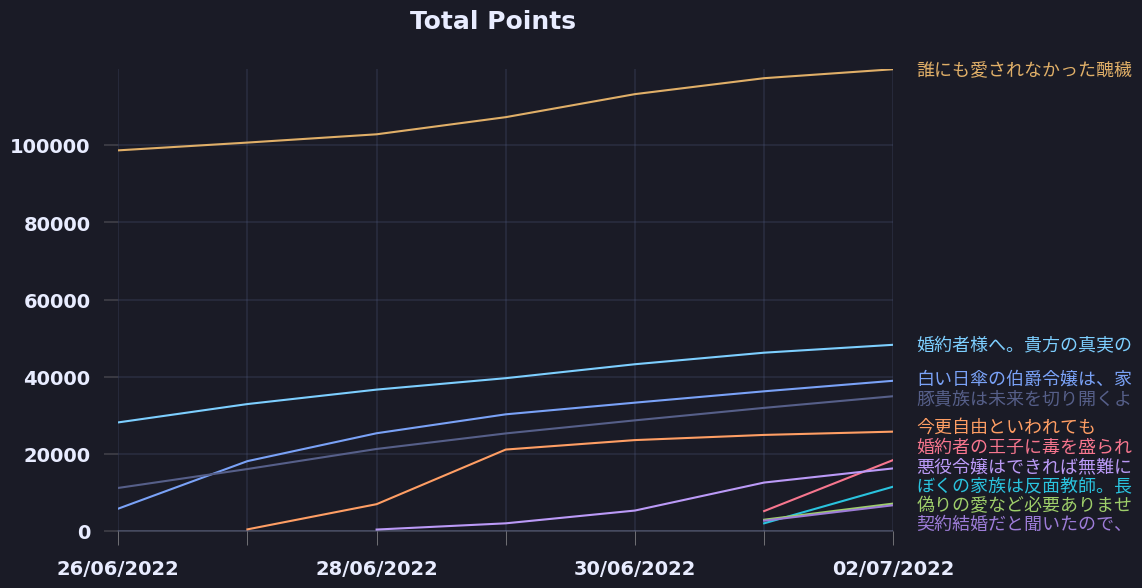 Total Points
誰にも愛されなかった醜穢
100000
80000
60000
婚約者様へ。貴方の真実の
40000
白い日傘の伯爵令嬢は、家
豚貴族は未来を切り開くよ
今更自由といわれても
婚約者の王子に毒を盛られ
20000
悪役令嬢はできれば無難に
ぼくの家族は反面教師。長
偽りの愛など必要ありませ
契約結婚だと聞いたので、
0
26/06/2022
28/06/2022
30/06/2022
02/07/2022